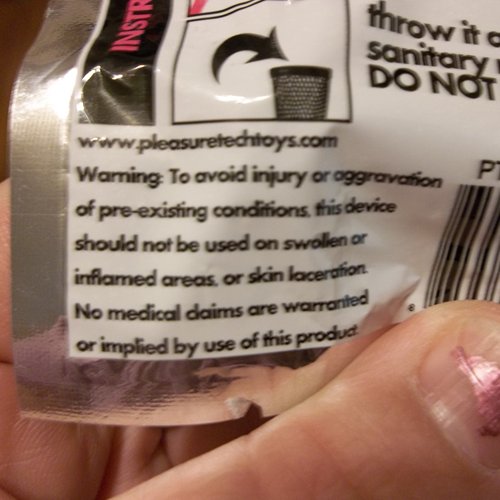 INSTR
throw it
sanitary
DO NOT
www.pleasuretechtoys.com
Warning: To avoid injury or aggravation
of pre-existing conditions, this device
should not be used on swollen or
inflamed areas, or skin laceration.
No medical claims are warranted
or implied by use of this product.
PT